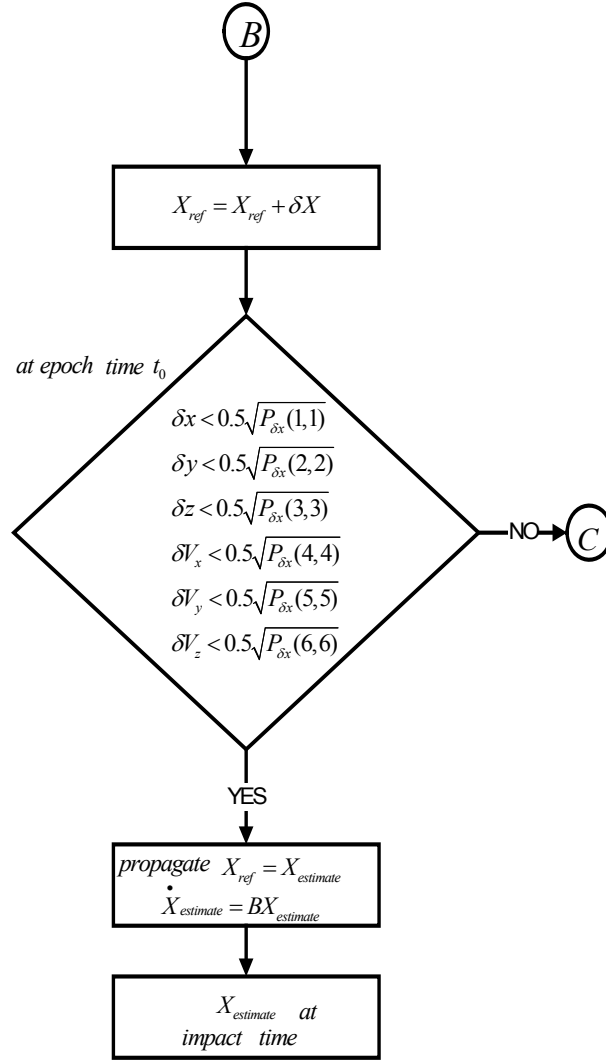 B
X_ref = X_ref + δX
at epoch time t_0
δx < 0.5√P_δx(1,1)
δy < 0.5√P_δx(2,2)
δz < 0.5√P_δx(3,3)
δV_x < 0.5√P_δx(4,4)
δV_y < 0.5√P_δx(5,5)
δV_z < 0.5√P_δx(6,6)
NO
C
YES
propagate X_ref = X_estimate
Ẋ_estimate = BX_estimate
X_estimate at
impact time